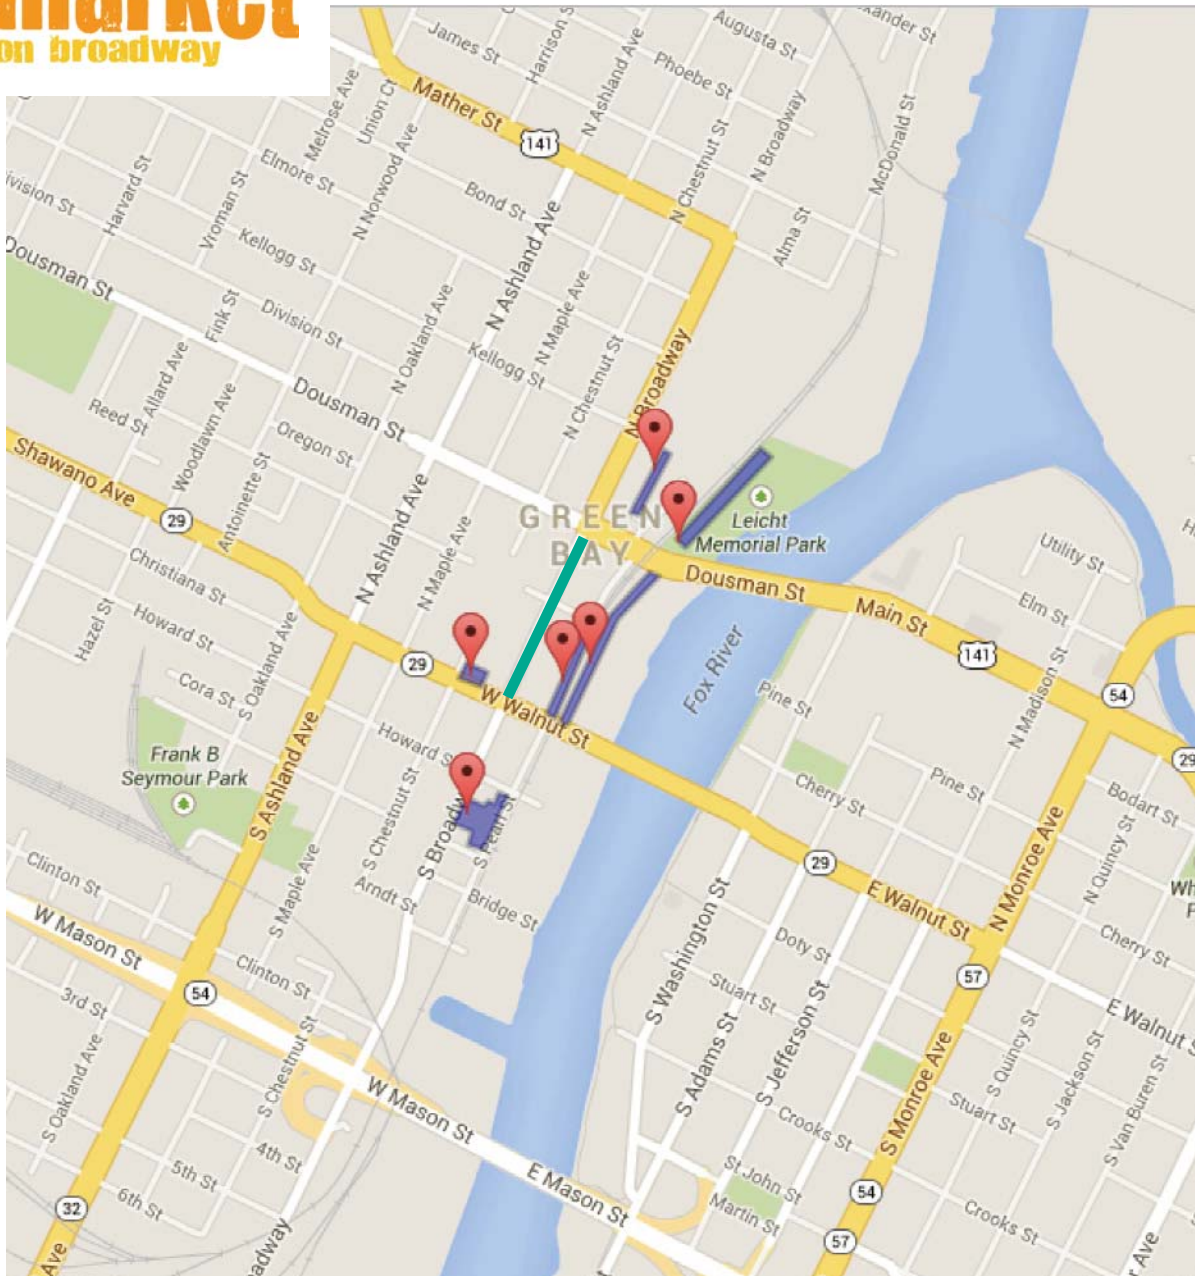 market
on broadway
James St
Harrison S
N Ashland Ave
Augusta St
Phoebe St
Mather St
141
Melrose Ave
Union Ct
Elmore St
N Norwood Ave
Bond St
N Chestnut St
N Broadway
McDonald St
Alma St
Harvard St
Vroman St
Kellogg St
ivision St
Dousman St
Division St
Fink St
N Ashland Ave
N Maple Ave
N Oakland Ave
Kellogg St
N Chestnut St
N Broadway
Allard Ave
Reed St
Woodlawn Ave
Dousman St
Oregon St
Antoinette St
Shawano Ave
29
N Ashland Ave
N Maple Ave
GREEN
BAY
Leicht
Memorial Park
Christiana St
Howard St
Hazel St
S Oakland Ave
Cora St
29
Dousman St
Main St
Utility St
Elm St
141
54
29
Fox River
W Walnut St
Pine St
N Madison St
Howard S
Frank B
Seymour Park
S Ashland Ave
S Chestnut St
S Broadw
S Pearl St
Cherry St
Pine St
Bodart St
N Monroe Ave
N Quincy St
Wh
29
E Walnut St
Clinton St
S Maple Ave
Arndt St
Bridge St
W Mason St
Clinton St
54
3rd St
S Washington St
Doty St
Stuart St
57
Cherry St
E Walnut S
S Oakland Ave
S Chestnut St
W Mason St
S Adams St
S Jefferson St
S Monroe Ave
S Quincy St
S Jackson St
S Van Buren St
Stuart St
Crooks St
4th St
5th St
6th St
E Mason St
St John St
Martin St
54
Crooks St
57
32
Ave
adway
r Ave